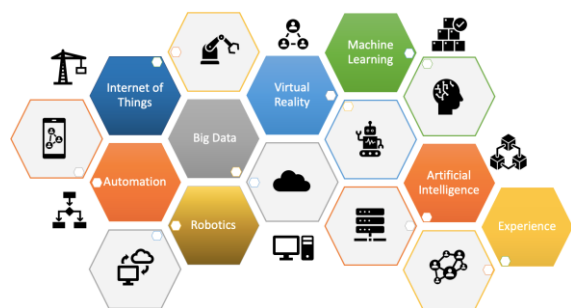 Machine
Learning
Internet of
Things
Virtual
Reality
Big Data
Automation
Artificial
Intelligence
Robotics
Experience